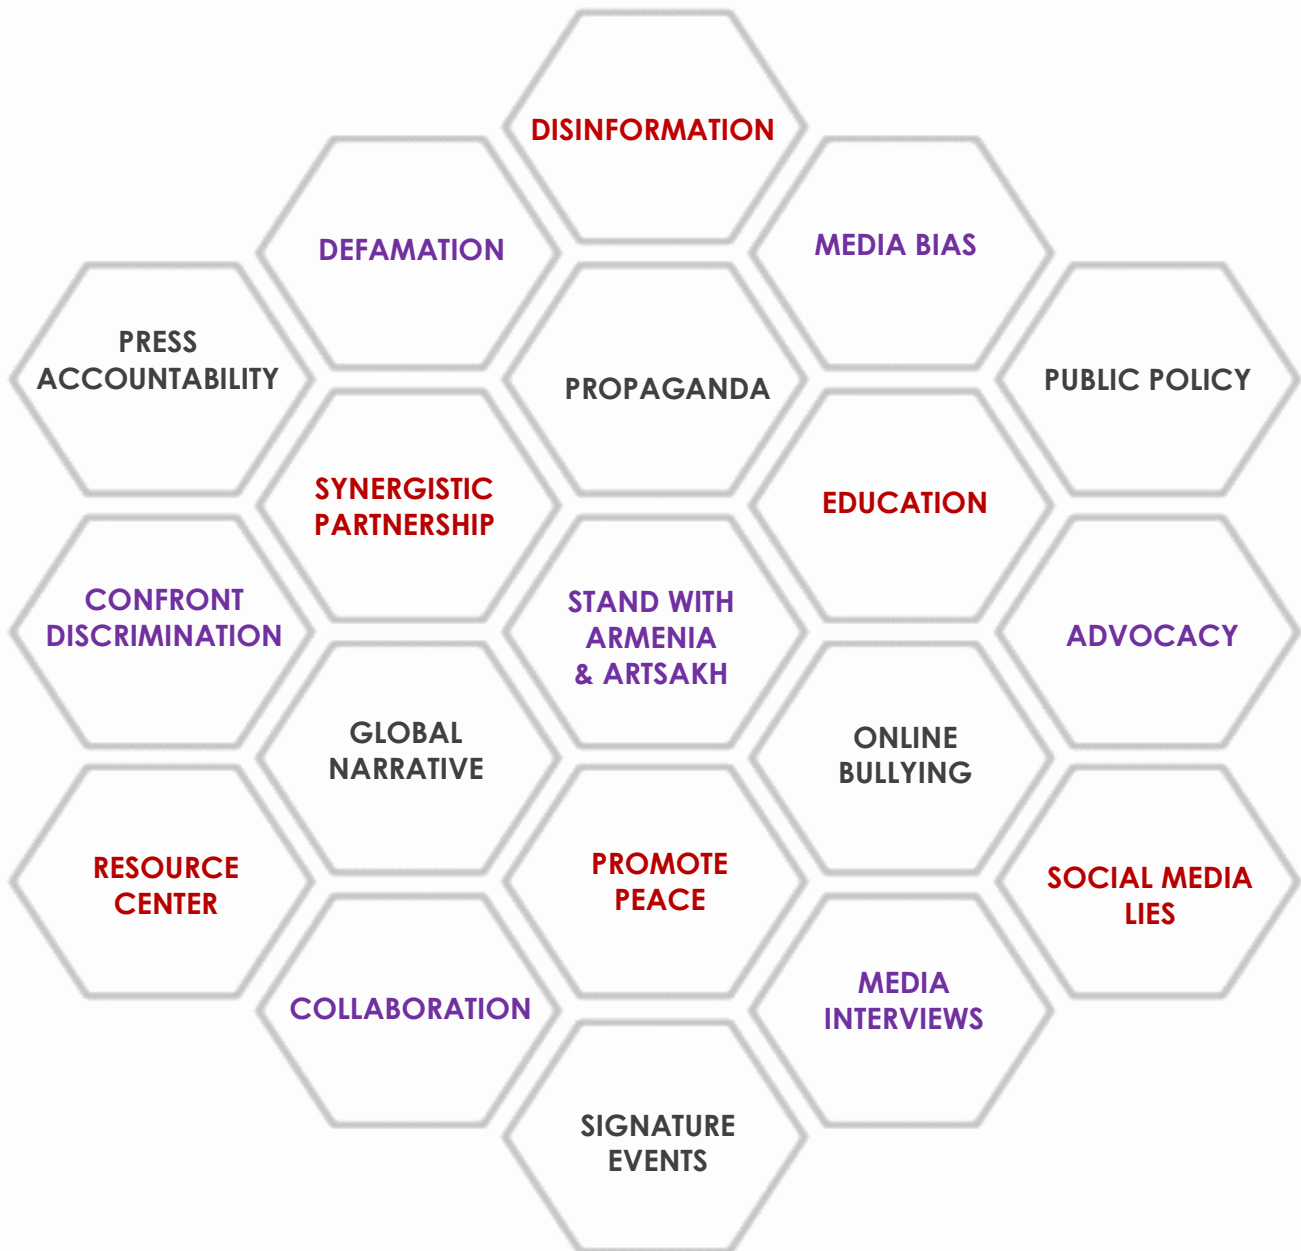 DISINFORMATION
DEFAMATION
MEDIA BIAS
PRESS
ACCOUNTABILITY
PROPAGANDA
PUBLIC POLICY
SYNERGISTIC
PARTNERSHIP
EDUCATION
CONFRONT
DISCRIMINATION
STAND WITH
ARMENIA
& ARTSAKH
ADVOCACY
GLOBAL
NARRATIVE
ONLINE
BULLYING
RESOURCE
CENTER
PROMOTE
PEACE
SOCIAL MEDIA
LIES
COLLABORATION
MEDIA
INTERVIEWS
SIGNATURE
EVENTS